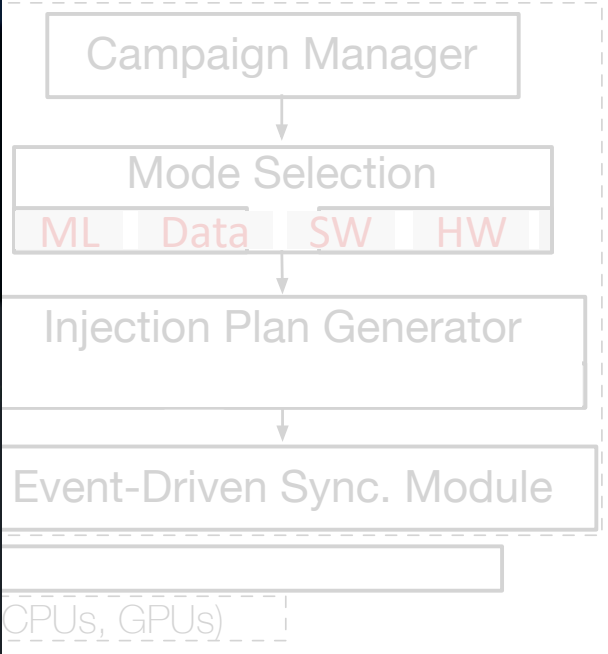 Campaign Manager
Mode Selection
ML Data SW HW
Injection Plan Generator
Event-Driven Sync. Module
CPUs, GPUs)